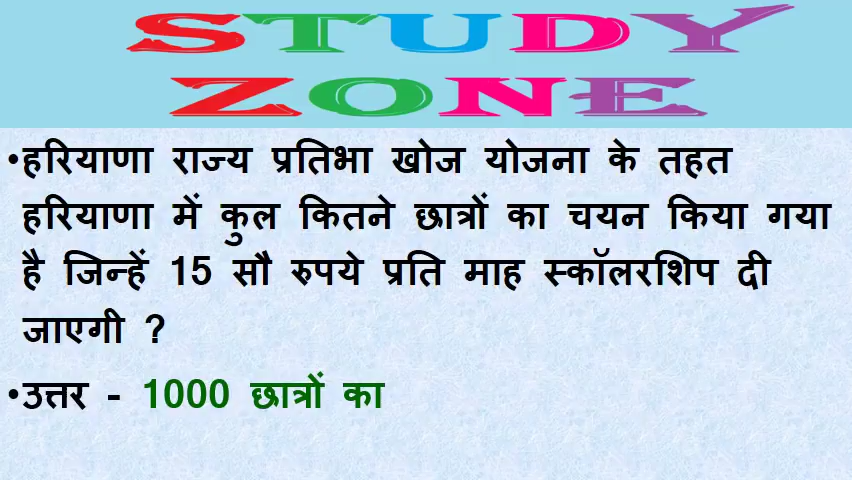 STUDY
ZONE
•हरियाणा राज्य प्रतिभा खोज योजना के तहत
हरियाणा में कुल कितने छात्रों का चयन किया गया
है जिन्हें 15 सौ रुपये प्रति माह स्कॉलरशिप दी
जाएगी ?
•उत्तर - 1000 छात्रों का